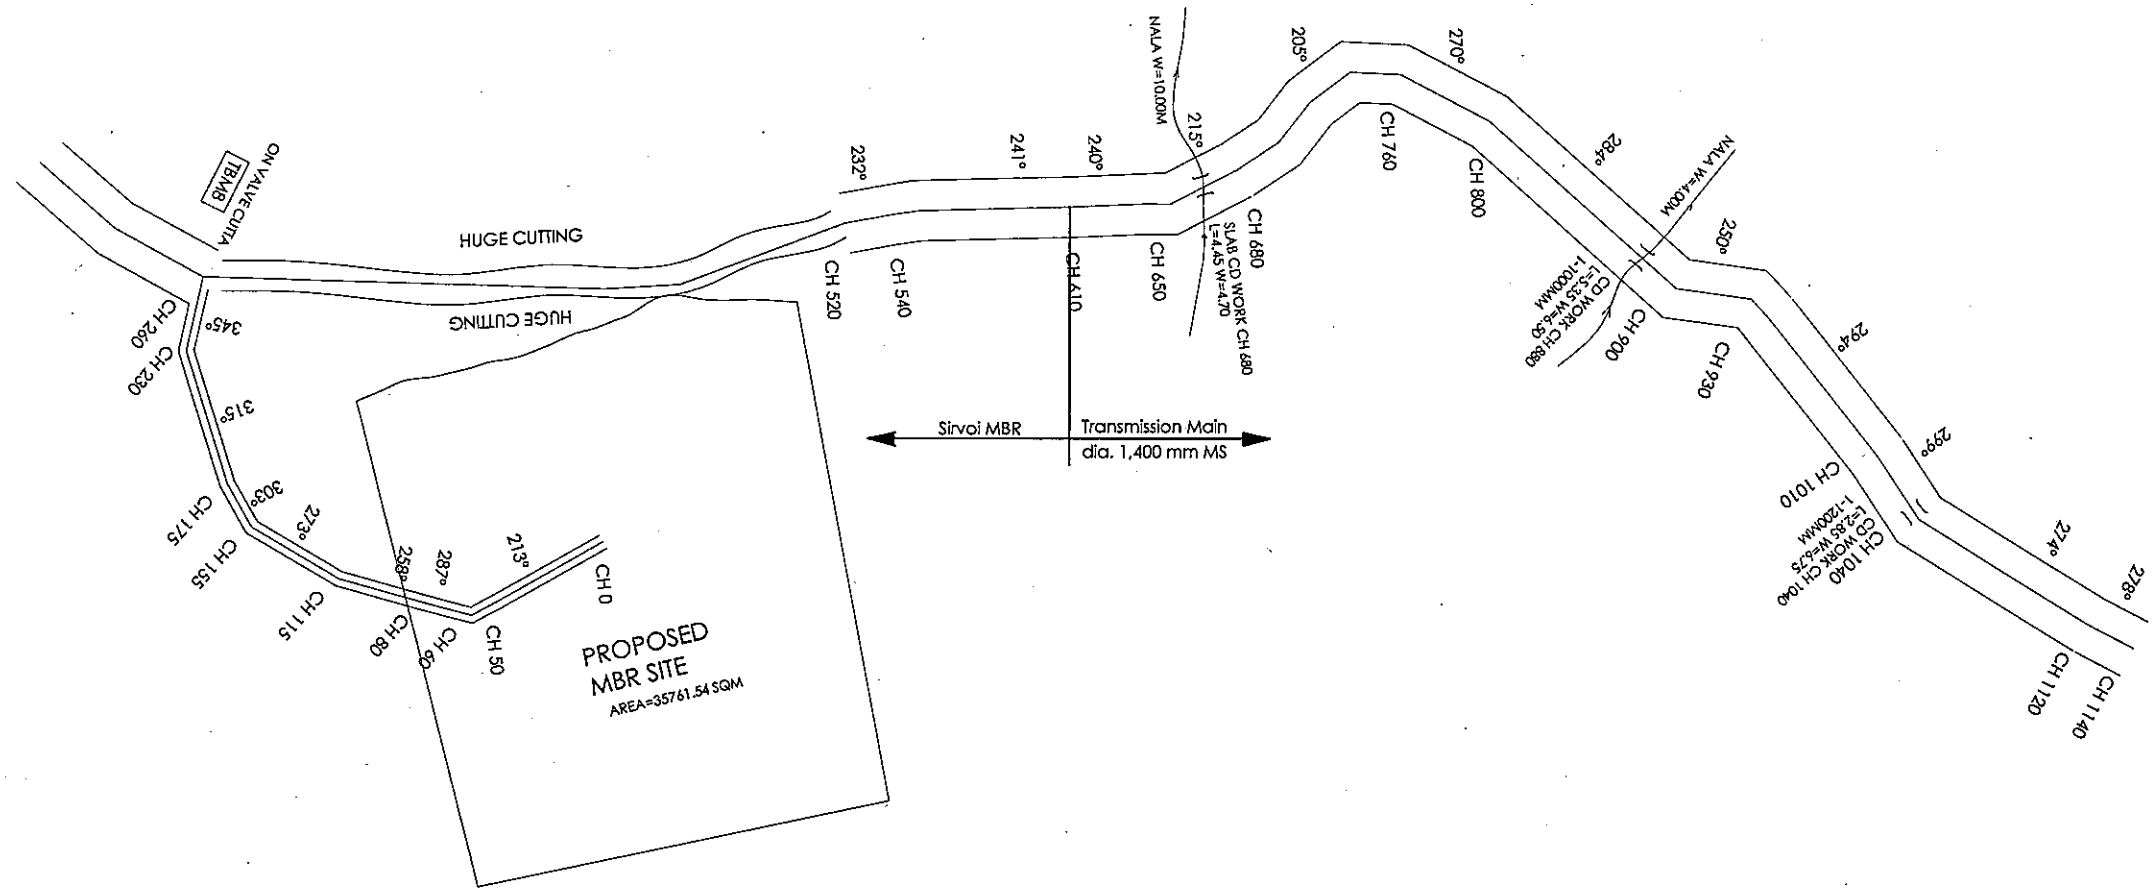 ON VALVE CUTTA
TBM8
HUGE CUTTING
HUGE CUTTING
CH 260
CH 230
345°
315°
303°
273°
258°
287°
213°
CH 175
CH 155
CH 115
CH 80
CH 60
CH 50
CH 0
PROPOSED
MBR SITE
AREA=35761.54 SQM
232°
241°
240°
215°
205°
270°
284°
250°
294°
299°
274°
278°
CH 520
CH 540
CH 610
CH 650
CH 680
SLAB CD WORK CH 680
L=4.45 W=4.70
NALA W=10.00M
Sirvoi MBR
Transmission Main
dia. 1,400 mm MS
CH 760
CH 800
NALA W=4.00M
CH 900
CD WORK CH 880
L=5.35 W=6.50
1-1000MM
CH 930
CH 1010
CH 1040
CD WORK CH 1040
L=2.85 W=6.75
1-1200MM
CH 1120
CH 1140